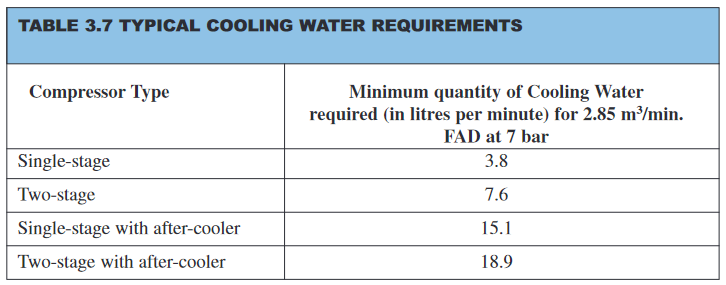 TABLE 3.7 TYPICAL COOLING WATER REQUIREMENTS
Compressor Type
Minimum quantity of Cooling Water
required (in litres per minute) for 2.85 m³/min.
FAD at 7 bar
Single-stage
3.8
Two-stage
7.6
Single-stage with after-cooler
15.1
Two-stage with after-cooler
18.9